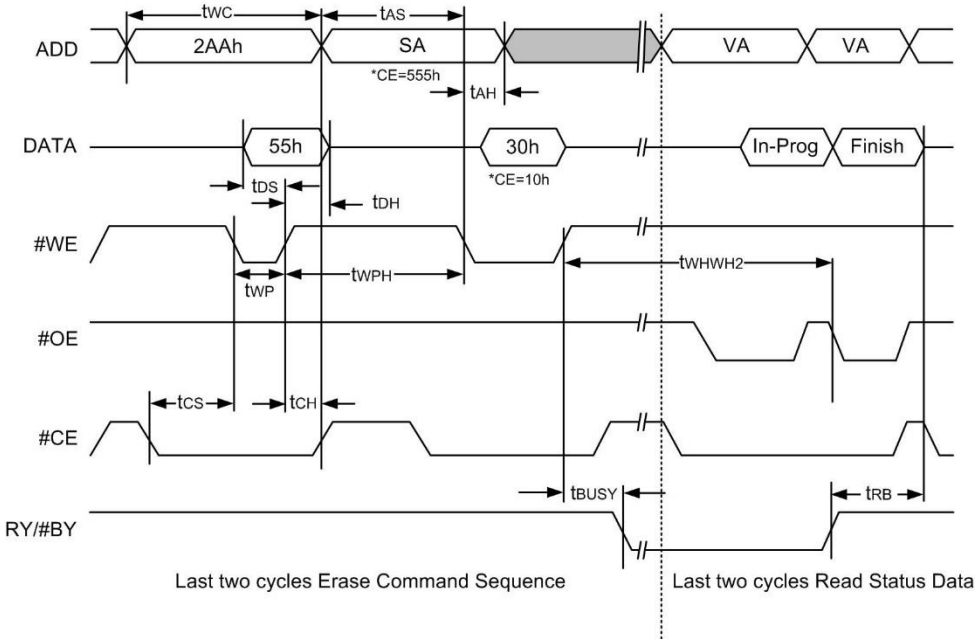 tWC tAS
ADD 2AAh SA VA VA
*CE=555h
tAH
DATA 55h 30h In-Prog Finish
*CE=10h
tDS
tDH
#WE
tWHWH2
tWP tWPH
#OE
tCS tCH
#CE
tBUSY tRB
RY/#BY
Last two cycles Erase Command Sequence Last two cycles Read Status Data